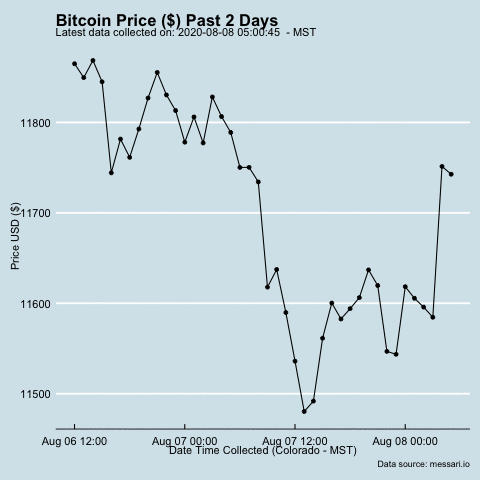 Bitcoin Price ($) Past 2 Days
Latest data collected on: 2020-08-08 05:00:45  - MST
Price USD ($)
11800
11700
11600
11500
Aug 06 12:00 Aug 07 00:00 Aug 07 12:00 Aug 08 00:00
Date Time Collected (Colorado - MST)
Data source: messari.io